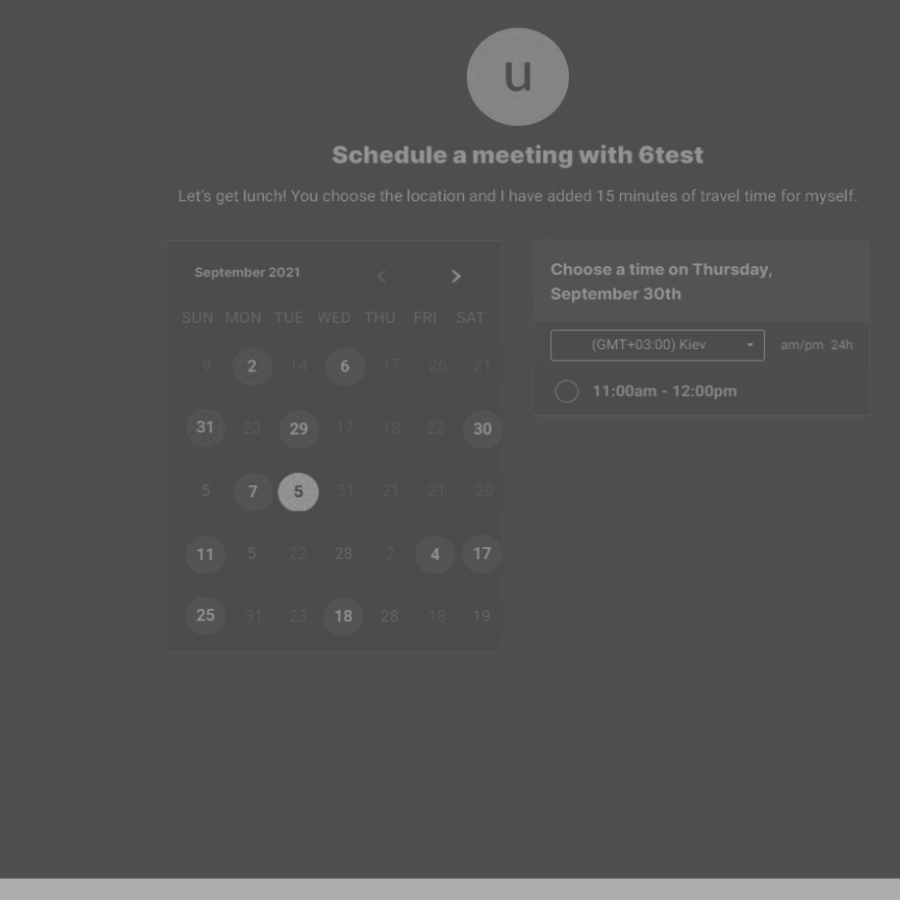 u
Schedule a meeting with 6test
Let's get lunch! You choose the location and I have added 15 minutes of travel time for myself.
September 2021 < >
SUN MON TUE WED THU FRI SAT
9 2 14 6 17 26 21
31 23 29 17 18 22 30
5 7 5 31 21 21 20
11 5 22 28 2 4 17
25 31 23 18 28 18 19
Choose a time on Thursday,
September 30th
(GMT+03:00) Kiev am/pm 24h
11:00am - 12:00pm